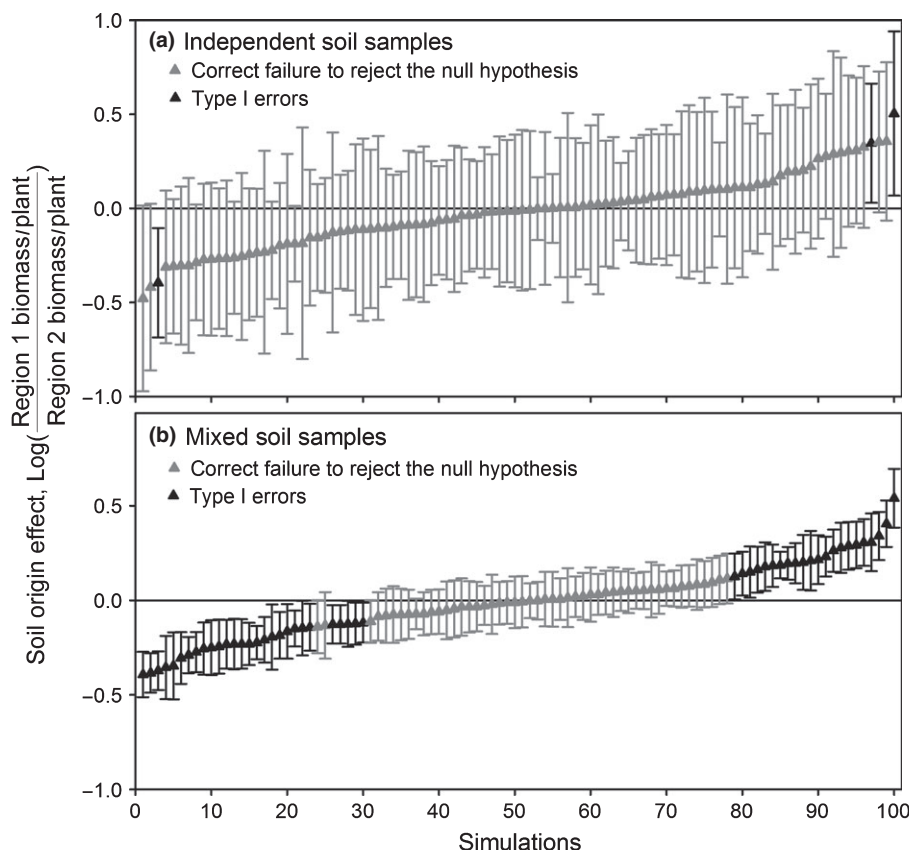 1.0
(a) Independent soil samples
Correct failure to reject the null hypothesis
Type I errors
0.5
0.0
−0.5
−1.0
Soil origin effect, Log(Region 1 biomass/plant
Region 2 biomass/plant)
(b) Mixed soil samples
Correct failure to reject the null hypothesis
Type I errors
0.5
0.0
−0.5
−1.0
0 10 20 30 40 50 60 70 80 90 100
Simulations